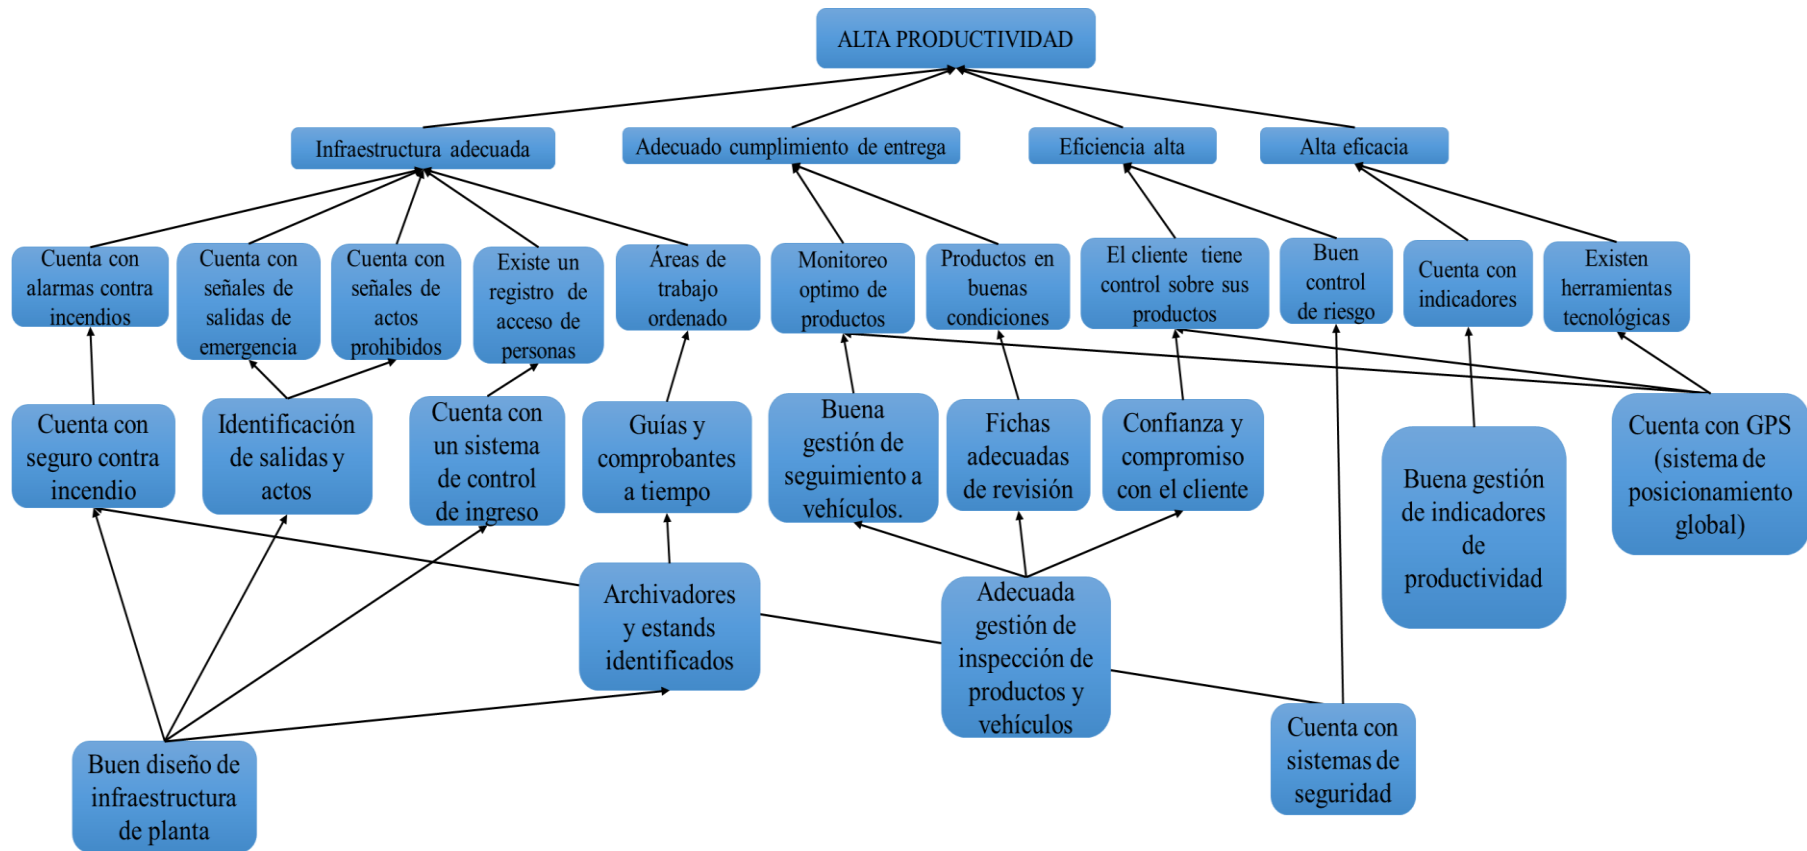 ALTA PRODUCTIVIDAD
Infraestructura adecuada
Adecuado cumplimiento de entrega
Eficiencia alta
Alta eficacia
Cuenta con
alarmas contra
incendios
Cuenta con
señales de
salidas de
emergencia
Cuenta con
señales de
actos
prohibidos
Existe un
registro de
acceso de
personas
Áreas de
trabajo
ordenado
Monitoreo
optimo de
productos
Productos en
buenas
condiciones
El cliente tiene
control sobre sus
productos
Buen
control
de riesgo
Cuenta con
indicadores
Existen
herramientas
tecnológicas
Cuenta con
seguro contra
incendio
Identificación
de salidas y
actos
Cuenta con
un sistema
de control
de ingreso
Guías y
comprobantes
a tiempo
Buena
gestión de
seguimiento a
vehículos.
Fichas
adecuadas
de revisión
Confianza y
compromiso
con el cliente
Buena gestión
de indicadores
de
productividad
Cuenta con GPS
(sistema de
posicionamiento
global)
Archivadores
y estands
identificados
Adecuada
gestión de
inspección de
productos y
vehículos
Cuenta con
sistemas de
seguridad
Buen diseño de
infraestructura
de planta